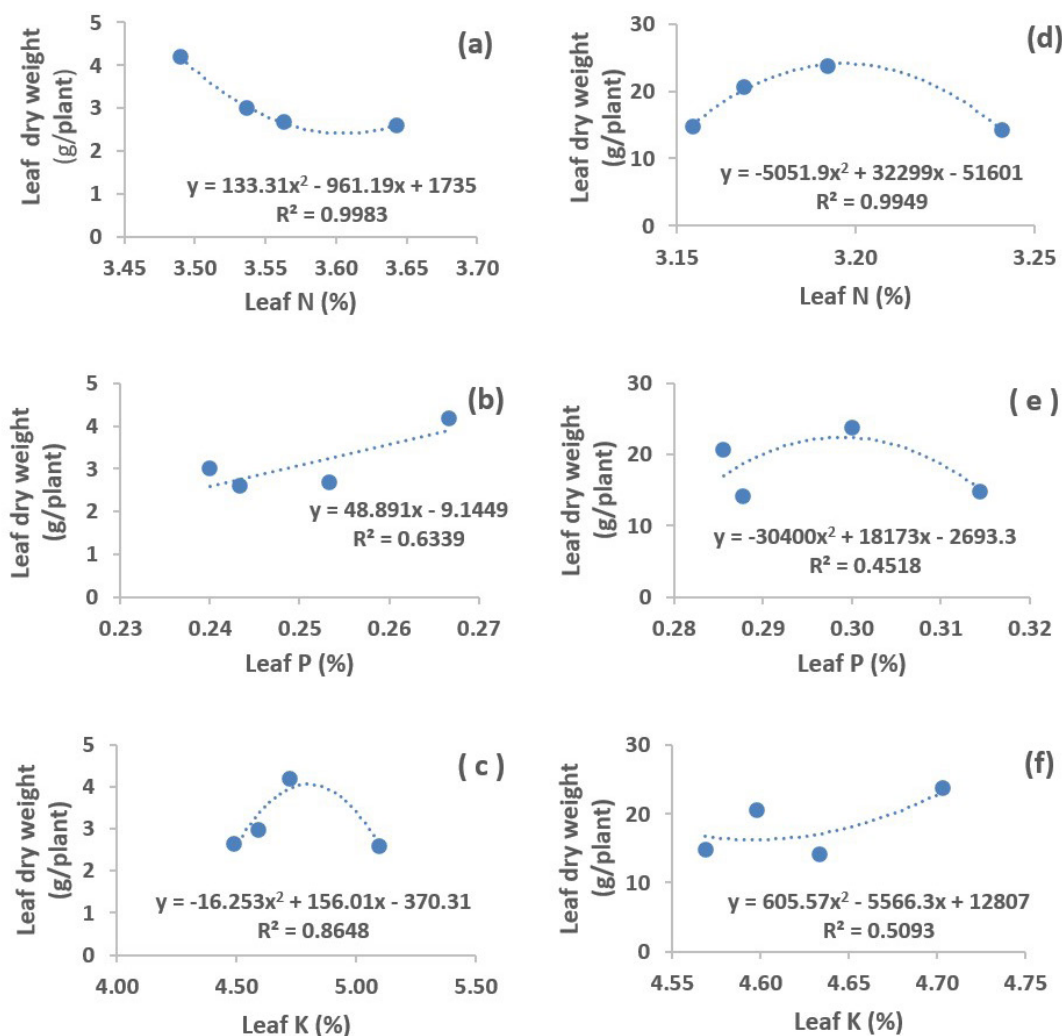 (a)
Leaf dry weight
(g/plant)
5
4
3
2
1
0
y = 133.31x² - 961.19x + 1735
R² = 0.9983
3.45 3.50 3.55 3.60 3.65 3.70
Leaf N (%)
(d)
Leaf dry weight
(g/plant)
30
20
10
0
y = -5051.9x² + 32299x - 51601
R² = 0.9949
3.15 3.20 3.25
Leaf N (%)
(b)
Leaf dry weight
(g/plant)
5
4
3
2
1
0
y = 48.891x - 9.1449
R² = 0.6339
0.23 0.24 0.25 0.26 0.27
Leaf P (%)
( e )
Leaf dry weight
(g/plant)
30
20
10
0
y = -30400x² + 18173x - 2693.3
R² = 0.4518
0.28 0.29 0.30 0.31 0.32
Leaf P (%)
( c )
Leaf dry weight
(g/plant)
5
4
3
2
1
0
y = -16.253x² + 156.01x - 370.31
R² = 0.8648
4.00 4.50 5.00 5.50
Leaf K (%)
(f)
Leaf dry weight
(g/plant)
30
20
10
0
y = 605.57x² - 5566.3x + 12807
R² = 0.5093
4.55 4.60 4.65 4.70 4.75
Leaf K (%)